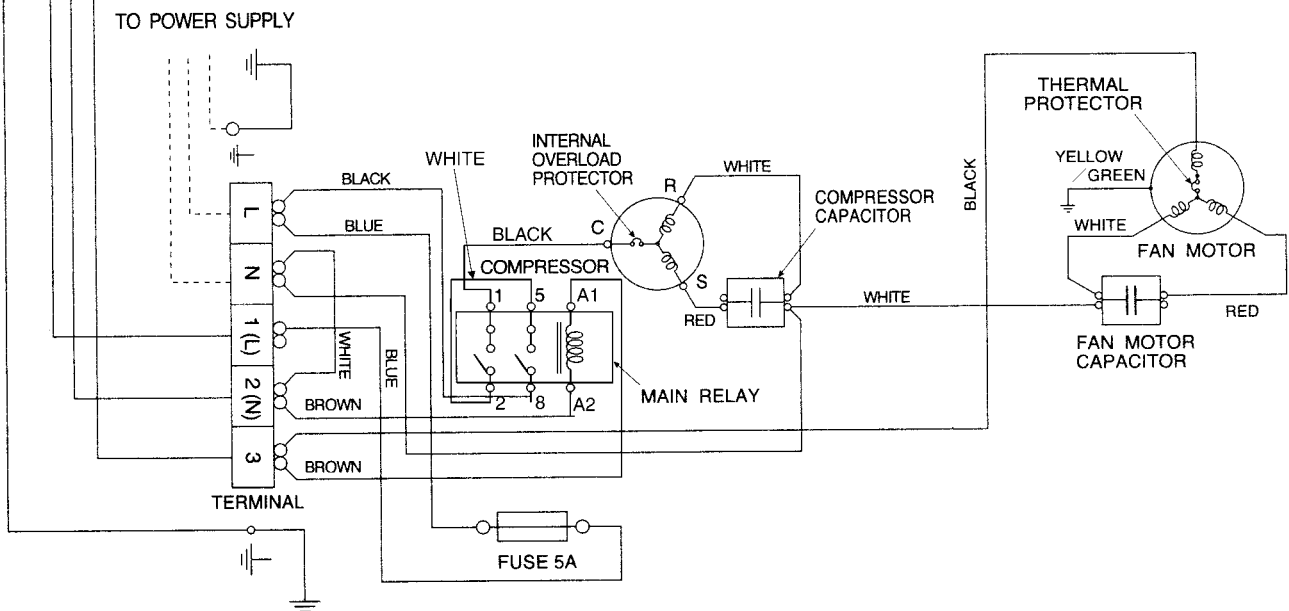 TO POWER SUPPLY
THERMAL
PROTECTOR
INTERNAL
OVERLOAD
PROTECTOR
WHITE
R
WHITE
YELLOW
GREEN
BLACK
BLACK
COMPRESSOR
CAPACITOR
L
BLUE
C
BLACK
WHITE
FAN MOTOR
N
COMPRESSOR
S
1
5
A1
RED
WHITE
RED
1(L)
WHITE
BLUE
FAN MOTOR
CAPACITOR
2(N)
BROWN
2
8
A2
MAIN RELAY
3
BROWN
TERMINAL
FUSE 5A